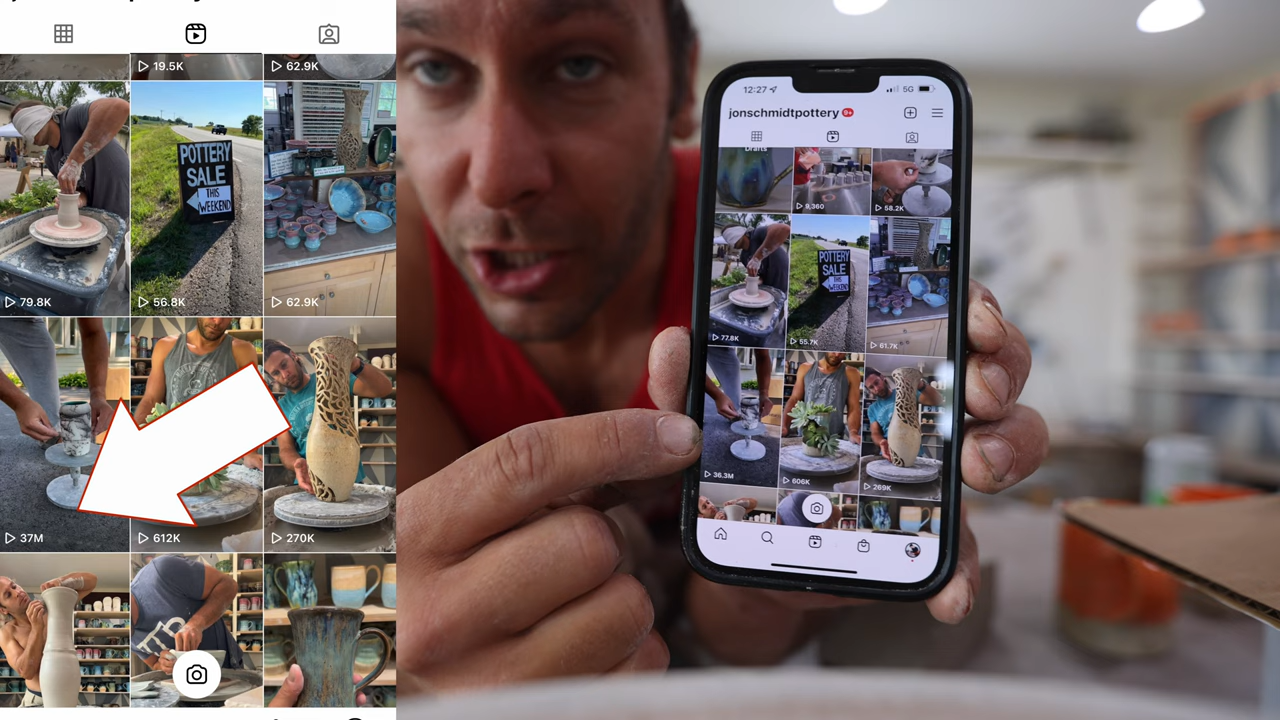 19.5K
62.9K
POTTERY
SALE
THIS
WEEKEND
79.8K
56.8K
62.9K
37M
612K
270K
12:27
5G
jonschmidtpottery 9+
Drafts
9,360
58.2K
POTTERY
SALE
THIS
WEEKEND
77.8K
55.7K
61.7K
36.3M
606K
269K